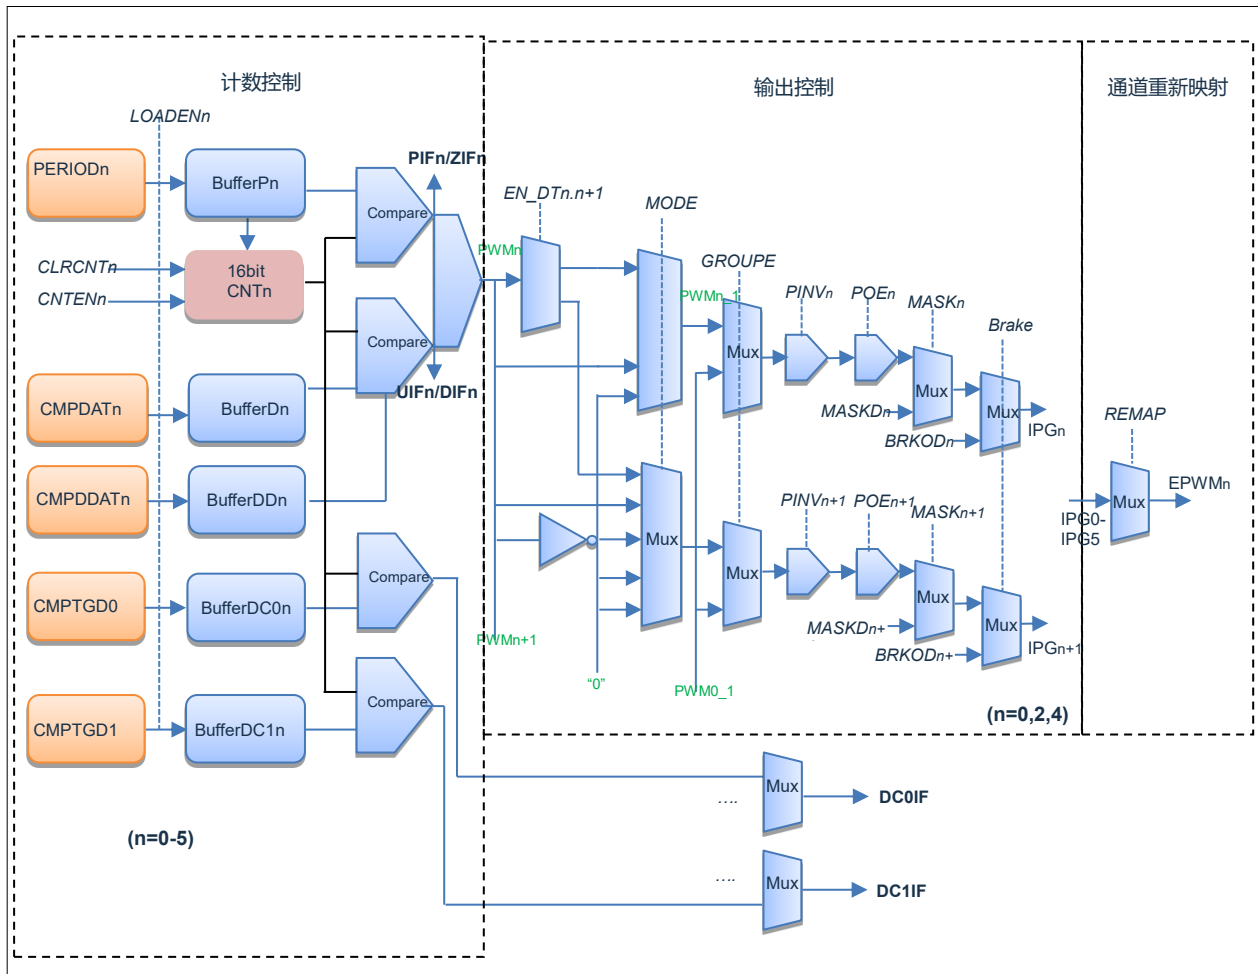 计数控制
输出控制
通道重新映射
LOADENn
PERIODn
BufferPn
Compare
PIFn/ZIFn
CLRCNTn
CNTENn
16bit
CNTn
Compare
UIFn/DIFn
CMPDATn
BufferDn
CMPDDATn
BufferDDn
CMPTGD0
BufferDC0n
Compare
CMPTGD1
BufferDC1n
Compare
(n=0-5)
PWMn
EN_DTn.n+1
MODE
GROUPE
PWMn_1
Mux
PINVn
POEn
MASKn
Mux
MASKDn
Brake
Mux
BRKODn
IPGn
Mux
Mux
PINVn+1
POEn+1
MASKn+1
Mux
MASKDn+
Mux
BRKODn+
IPGn+1
PWMn+1
“0”
PWM0_1
(n=0,2,4)
REMAP
Mux
EPWMn
IPG0-
IPG5
Mux
....
DC0IF
Mux
....
DC1IF